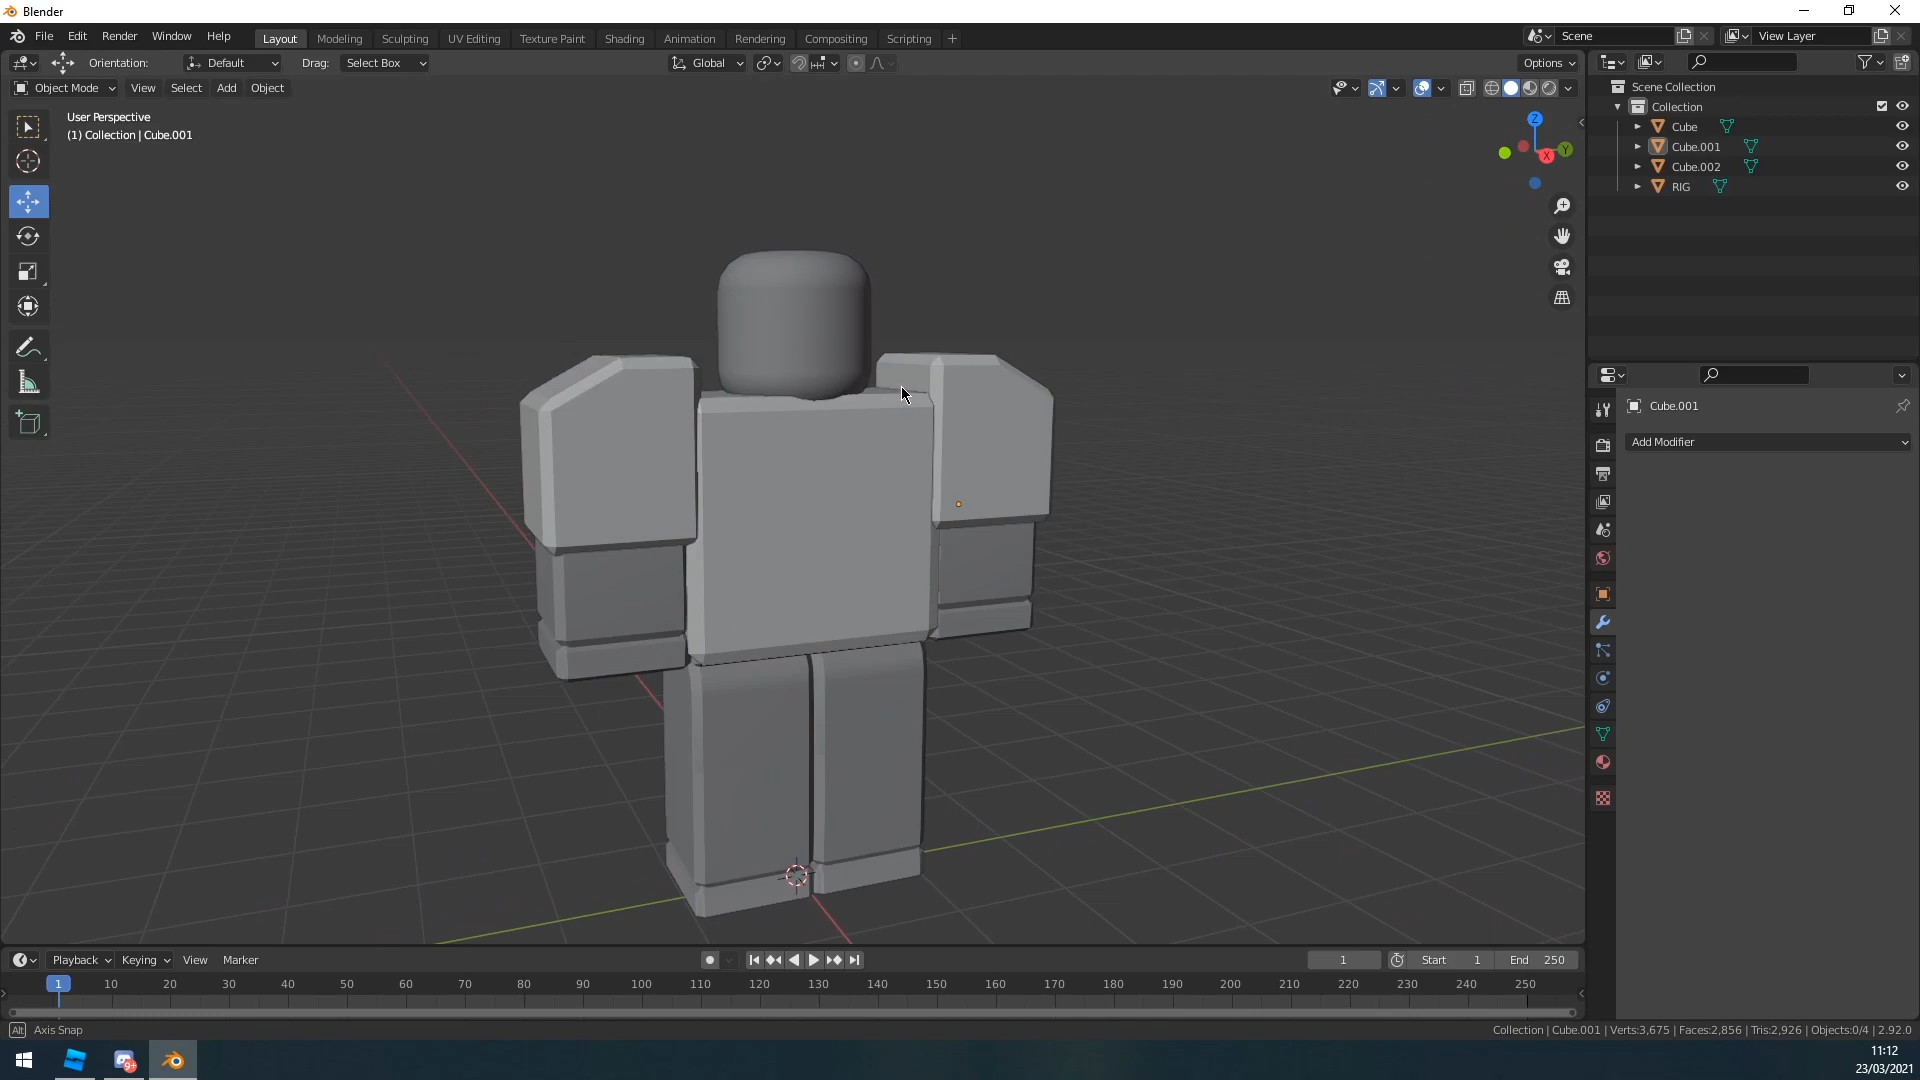 Blender
File Edit Render Window Help
Layout Modeling Sculpting UV Editing Texture Paint Shading Animation Rendering Compositing Scripting +
Scene
View Layer
Orientation: Default Drag: Select Box
Global
Options
Object Mode View Select Add Object
User Perspective
(1) Collection | Cube.001
Z
X
Y
Scene Collection
Collection
Cube
Cube.001
Cube.002
RIG
Cube.001
Add Modifier
Playback Keying View Marker
1
Start 1
End 250
1 10 20 30 40 50 60 70 80 90 100 110 120 130 140 150 160 170 180 190 200 210 220 230 240 250
Alt Axis Snap
Collection | Cube.001 | Verts:3,675 | Faces:2,856 | Tris:2,926 | Objects:0/4 | 2.92.0
9+
11:12
23/03/2021